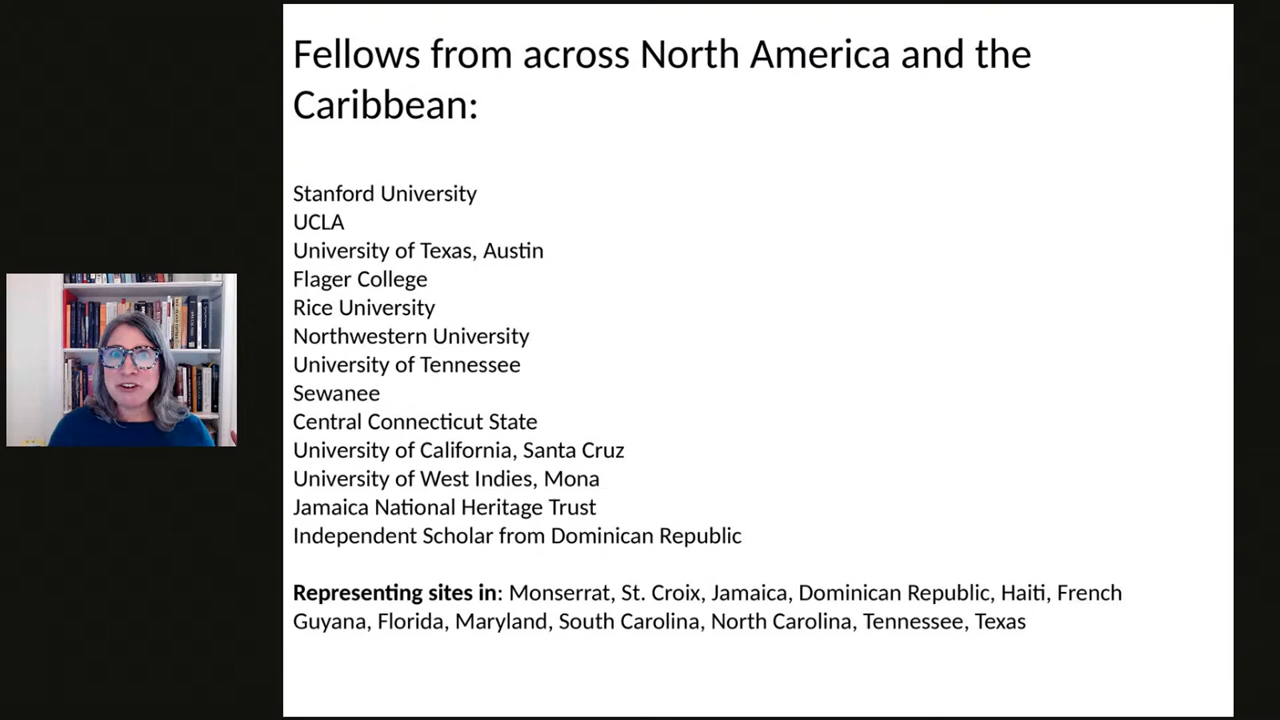 Fellows from across North America and the
Caribbean:
Stanford University
UCLA
University of Texas, Austin
Flager College
Rice University
Northwestern University
University of Tennessee
Sewanee
Central Connecticut State
University of California, Santa Cruz
University of West Indies, Mona
Jamaica National Heritage Trust
Independent Scholar from Dominican Republic
Representing sites in: Monserrat, St. Croix, Jamaica, Dominican Republic, Haiti, French
Guyana, Florida, Maryland, South Carolina, North Carolina, Tennessee, Texas